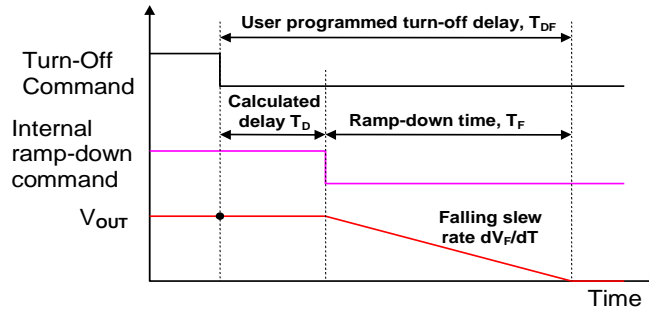 User programmed turn-off delay, TDF
Turn-Off
Command
Calculated
delay TD
Ramp-down time, TF
Internal
ramp-down
command
VOUT
Falling slew
rate dVF/dT
Time